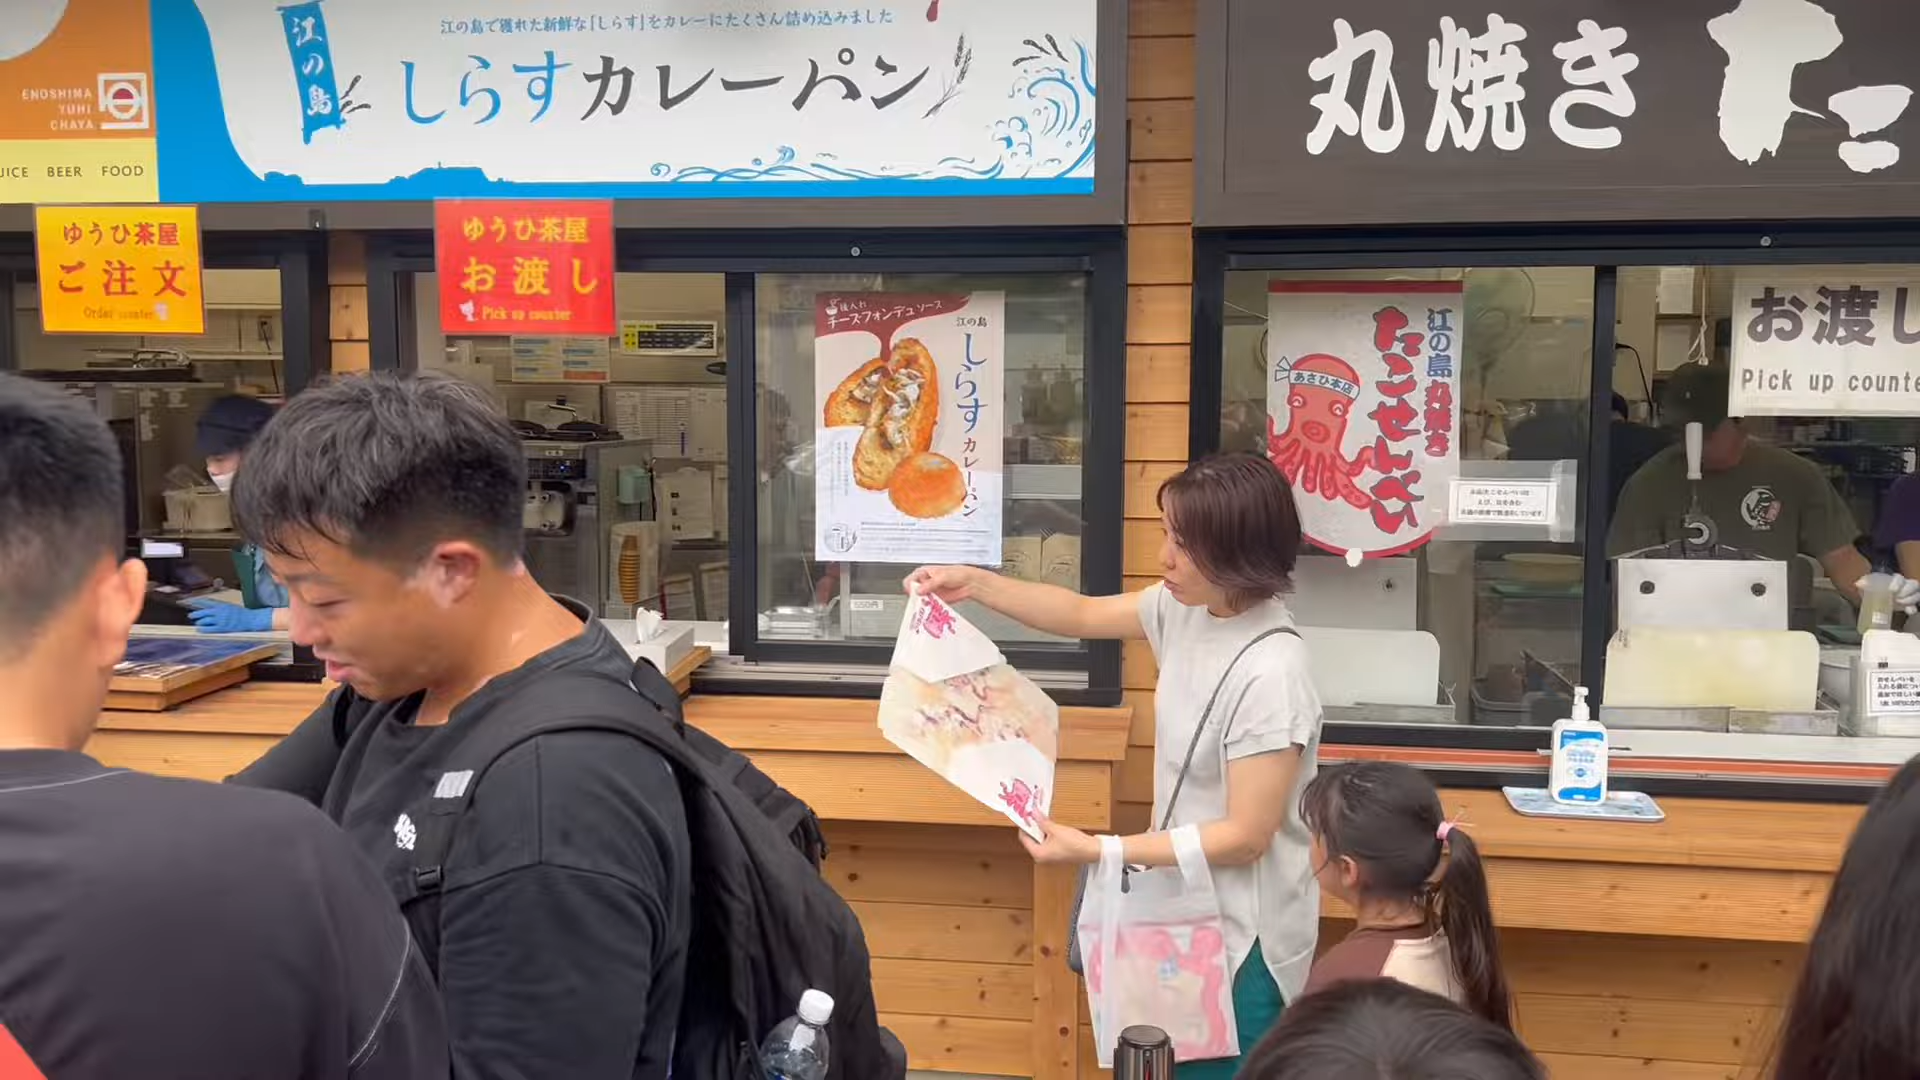 ENOSHIMA
YUHI
CHAYA
JUICE BEER FOOD
江の島
江の島で獲れた新鮮な「しらす」をカレーにたくさん詰め込みました
しらすカレーパン
丸焼き たこ
ゆうひ茶屋
ご注文
Order counter
ゆうひ茶屋
お渡し
Pick up counter
後入れ
チーズフォンデュソース
江の島
しらす
カレーパン
550円
江の島
丸焼き
たこせんべい
あさひ本店
お渡し
Pick up counte